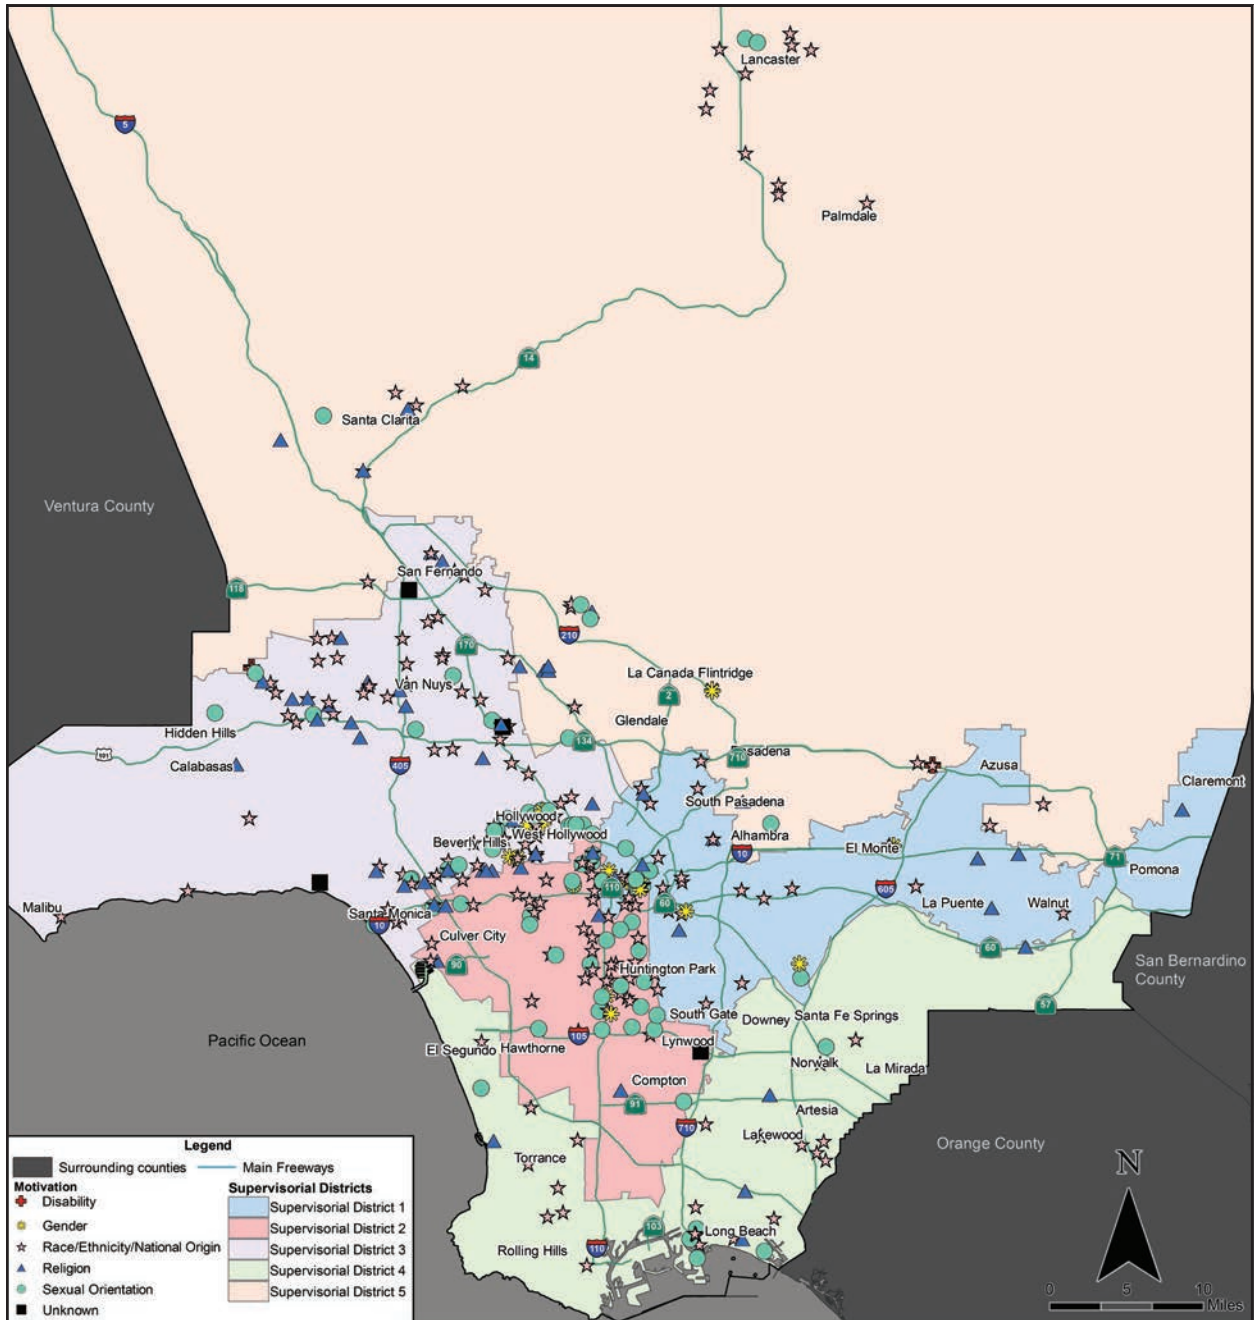 Lancaster
5
Palmdale
14
Santa Clarita
Ventura County
San Fernando
118
210
170
La Canada Flintridge
Van Nuys
2
Glendale
Hidden Hills
134
Pasadena
710
101
Calabasas
405
Azusa
Claremont
South Pasadena
Hollywood
West Hollywood
Alhambra
Beverly Hills
10
El Monte
71
Pomona
110
605
60
La Puente
Walnut
Malibu
Santa Monica
10
Culver City
60
90
Huntington Park
San Bernardino
County
57
South Gate
Downey
Santa Fe Springs
Pacific Ocean
105
El Segundo
Hawthorne
Lynwood
Norwalk
La Mirada
Compton
91
Artesia
710
Lakewood
Orange County
Torrance
N
103
Long Beach
Rolling Hills
110
0
5
10
Miles
Legend
Surrounding counties
Main Freeways
Motivation
Disability
Gender
Race/Ethnicity/National Origin
Religion
Sexual Orientation
Unknown
Supervisorial Districts
Supervisorial District 1
Supervisorial District 2
Supervisorial District 3
Supervisorial District 4
Supervisorial District 5